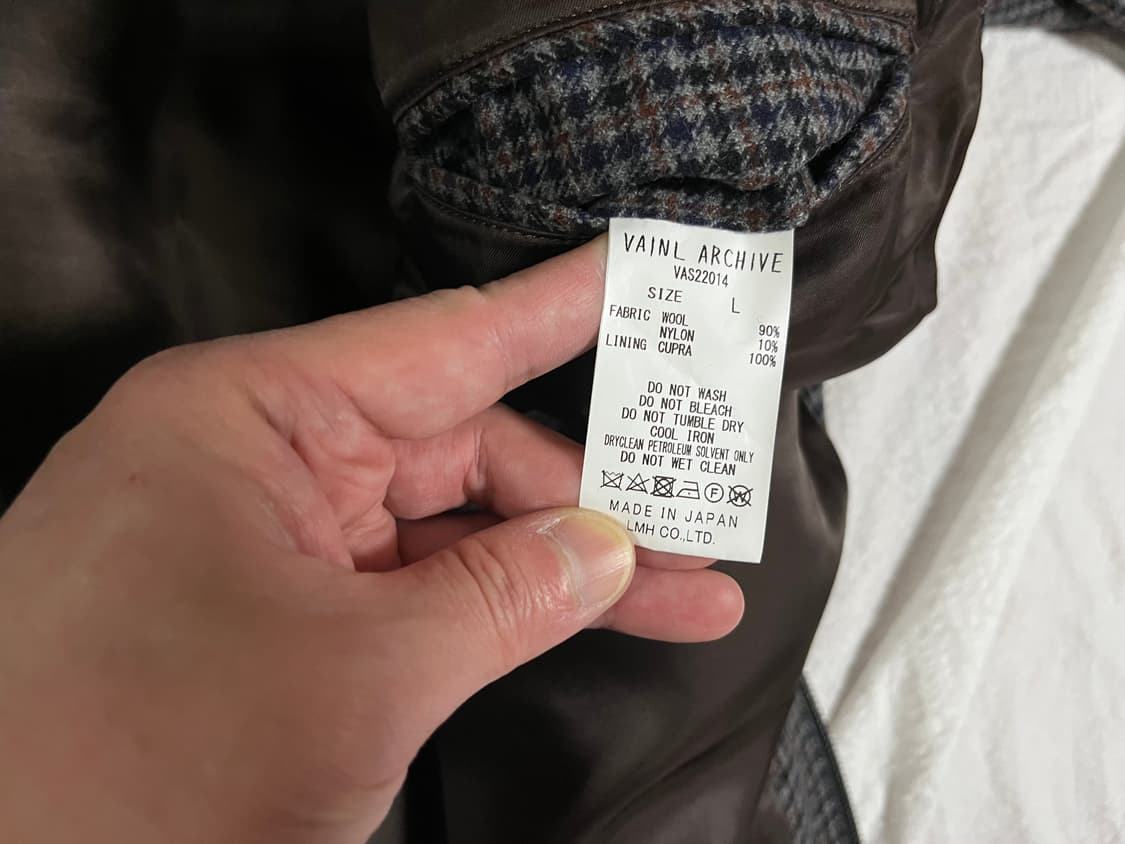 VAINL ARCHIVE
VAS22014
SIZE L
FABRIC WOOL 90%
NYLON 10%
LINING CUPRA 100%
DO NOT WASH
DO NOT BLEACH
DO NOT TUMBLE DRY
COOL IRON
DRYCLEAN PETROLEUM SOLVENT ONLY
DO NOT WET CLEAN
F W
MADE IN JAPAN
LMH CO.,LTD.